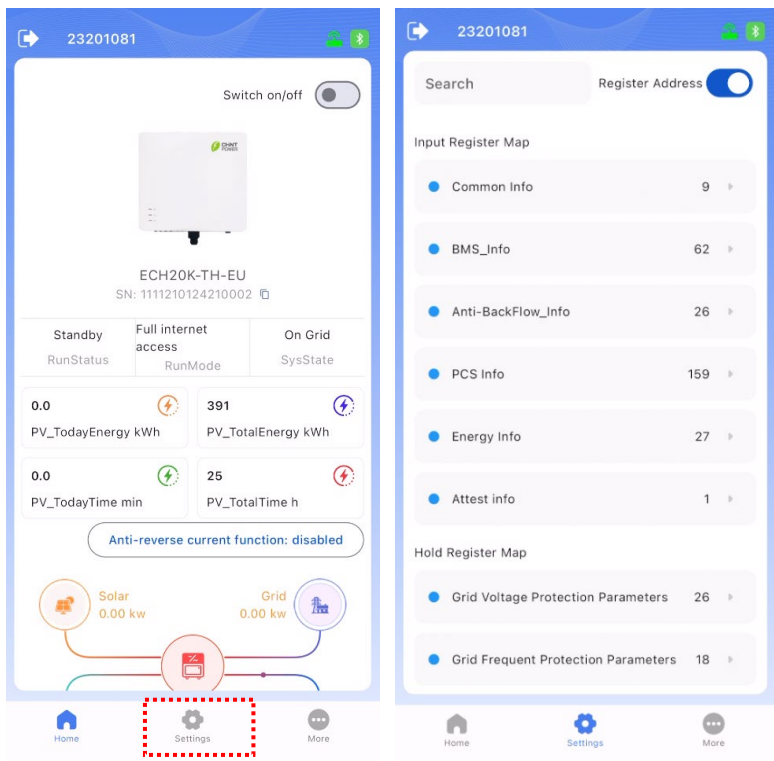 23201081
Switch on/off
CHNT
POWER
ECH20K-TH-EU
SN: 1111210124210002
Standby
RunStatus
Full internet
access
RunMode
On Grid
SysState
0.0
PV_TodayEnergy kWh
391
PV_TotalEnergy kWh
0.0
PV_TodayTime min
25
PV_TotalTime h
Anti-reverse current function: disabled
Solar
0.00 kw
Grid
0.00 kw
Home
Settings
More
23201081
Search
Register Address
Input Register Map
Common Info 9
BMS_Info 62
Anti-BackFlow_Info 26
PCS Info 159
Energy Info 27
Attest info 1
Hold Register Map
Grid Voltage Protection Parameters 26
Grid Frequent Protection Parameters 18
Home
Settings
More